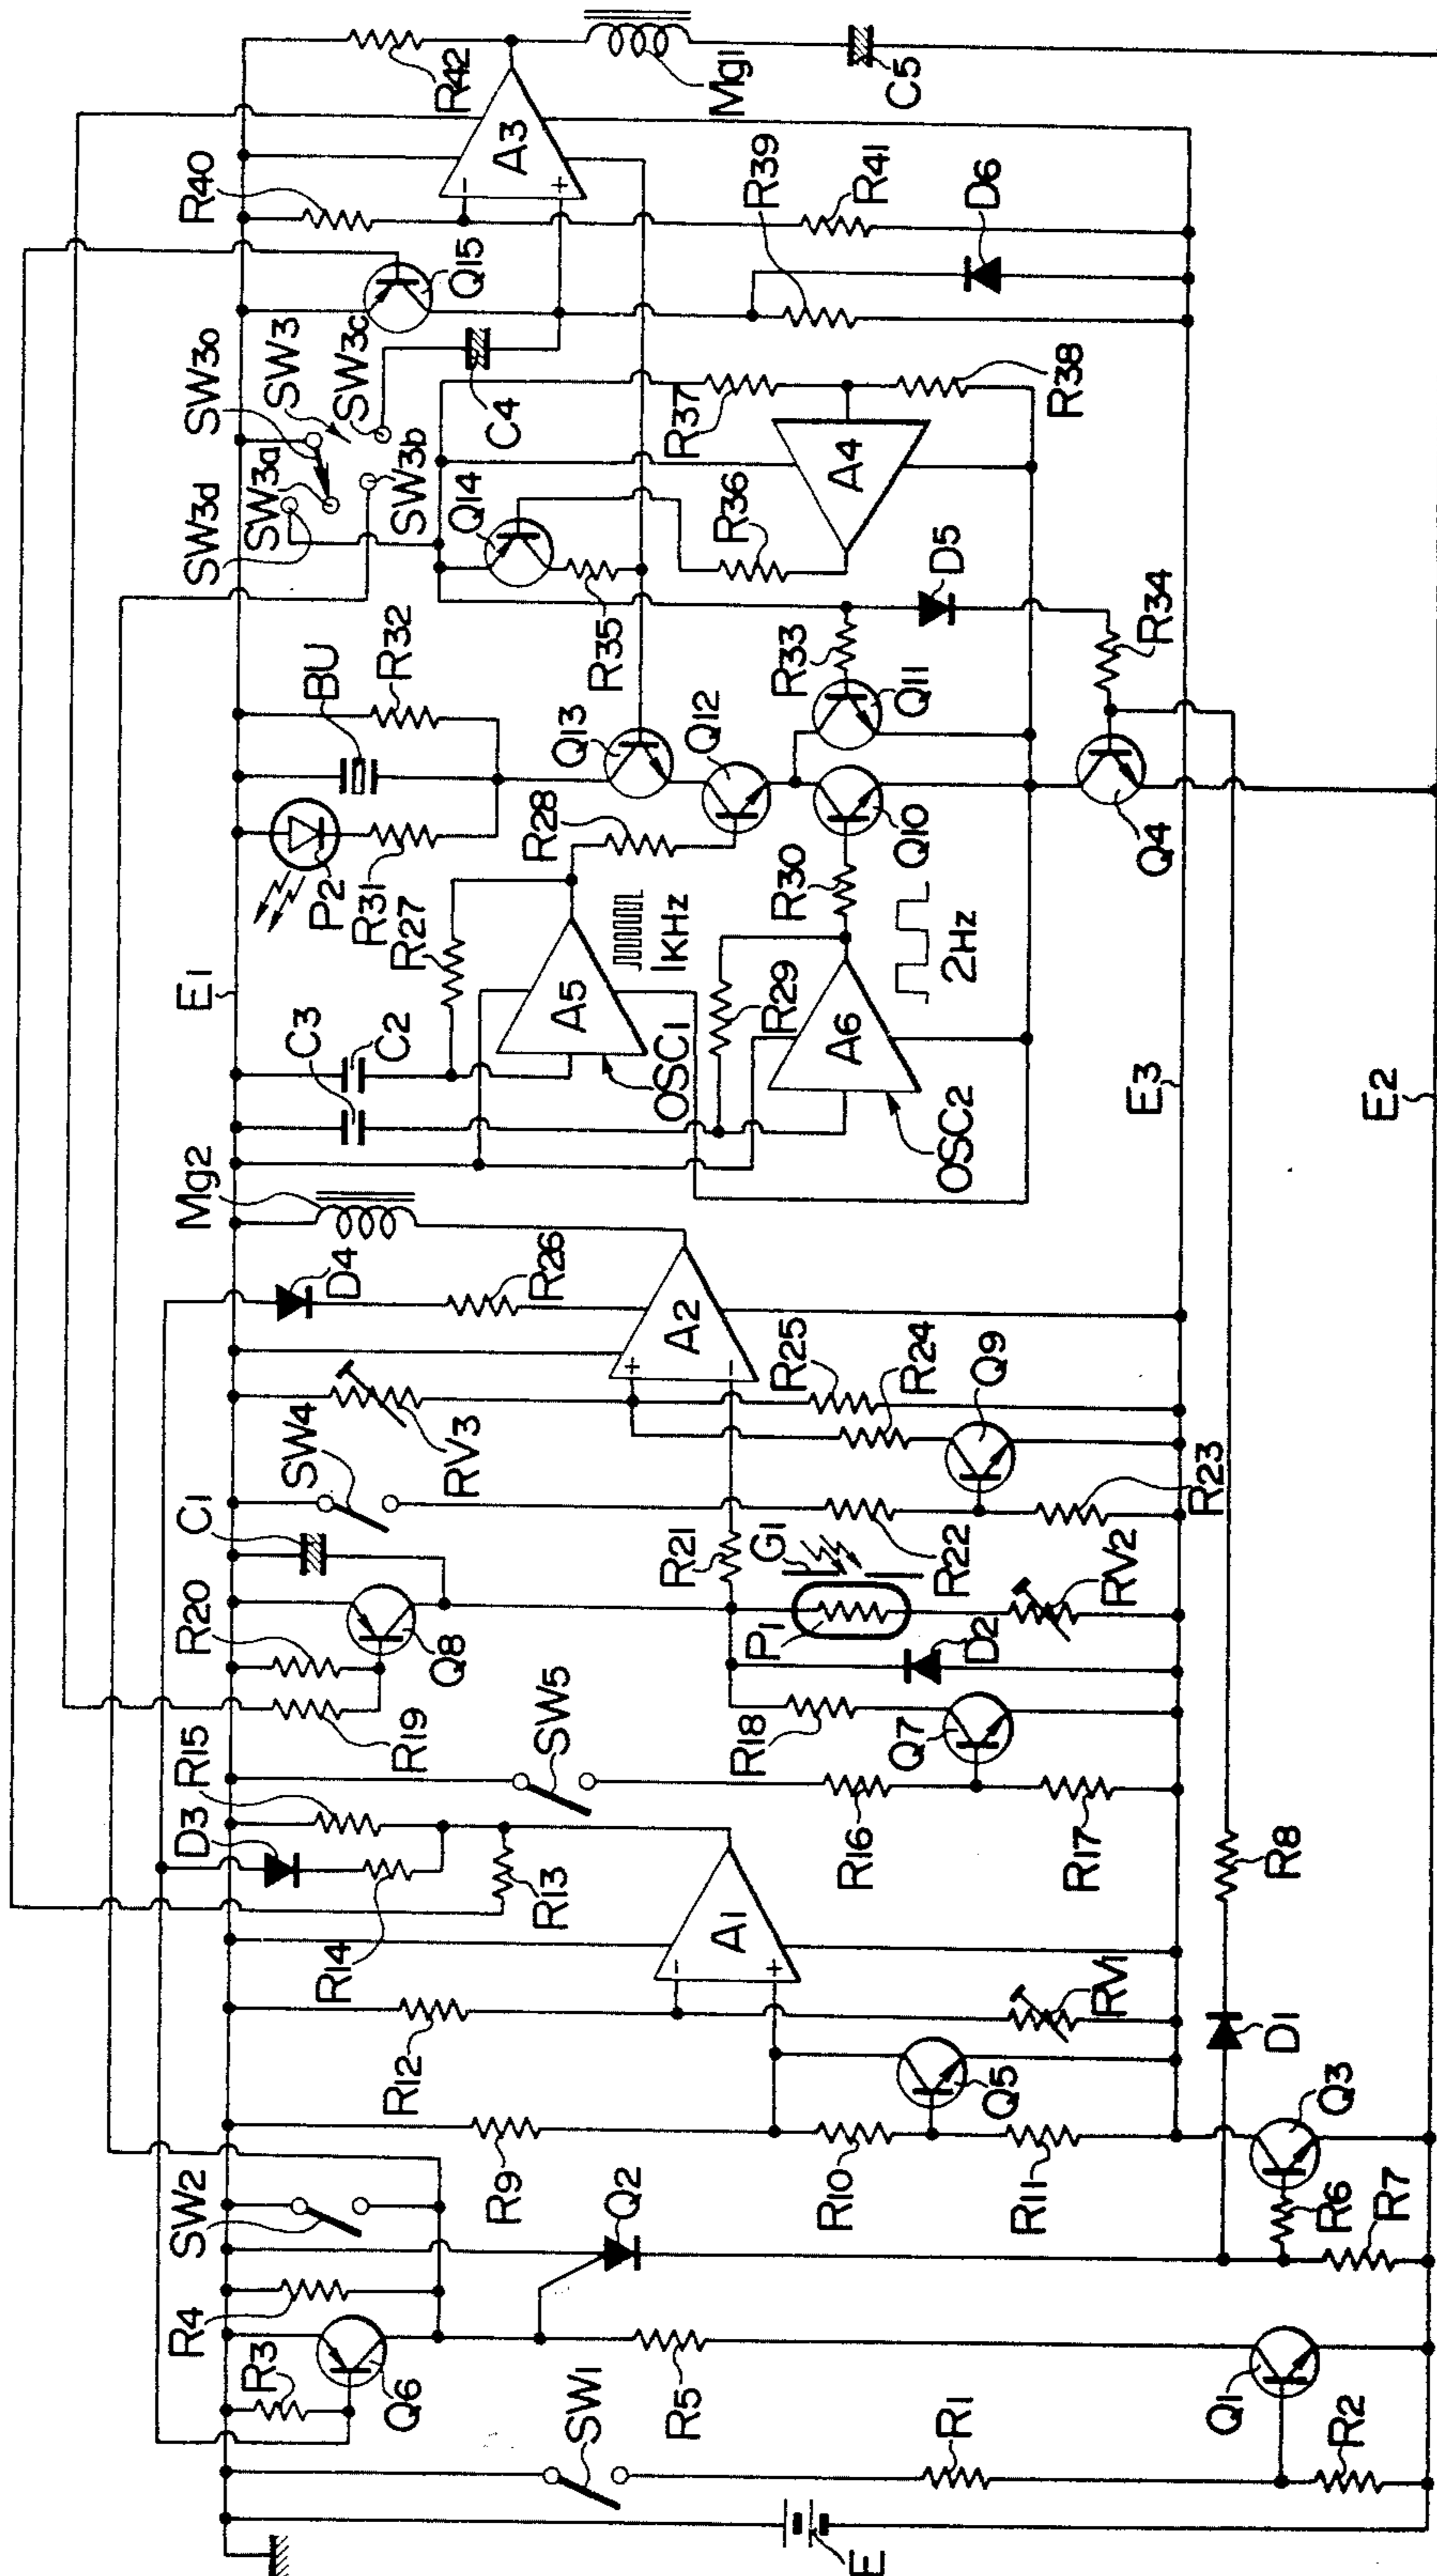 R42
Mg1
C5
R40
A3
-
+
R39
R41
D6
Q15
SW3o
SW3
SW3c
SW3a
SW3d
SW3b
C4
R37
R38
A4
Q14
R36
R35
D5
R34
R32
BU
Q13
Q12
R33
Q11
Q10
Q4
P2
R31
R28
R30
R27
1KHz
2Hz
E1
C3
C2
A5
OSC1
R29
A6
OSC2
E3
E2
Mg2
D4
R26
A2
+
-
R25
R24
Q9
RV3
SW4
R23
C1
R21
G1
R22
RV2
R20
Q8
P1
D2
R19
R18
Q7
SW5
R15
D3
R16
R17
R8
R13
R14
A1
-
+
RV1
R12
D1
Q5
R9
R10
R11
Q3
SW2
Q2
R6
R7
R4
R3
Q6
R5
SW1
R1
Q1
R2
E